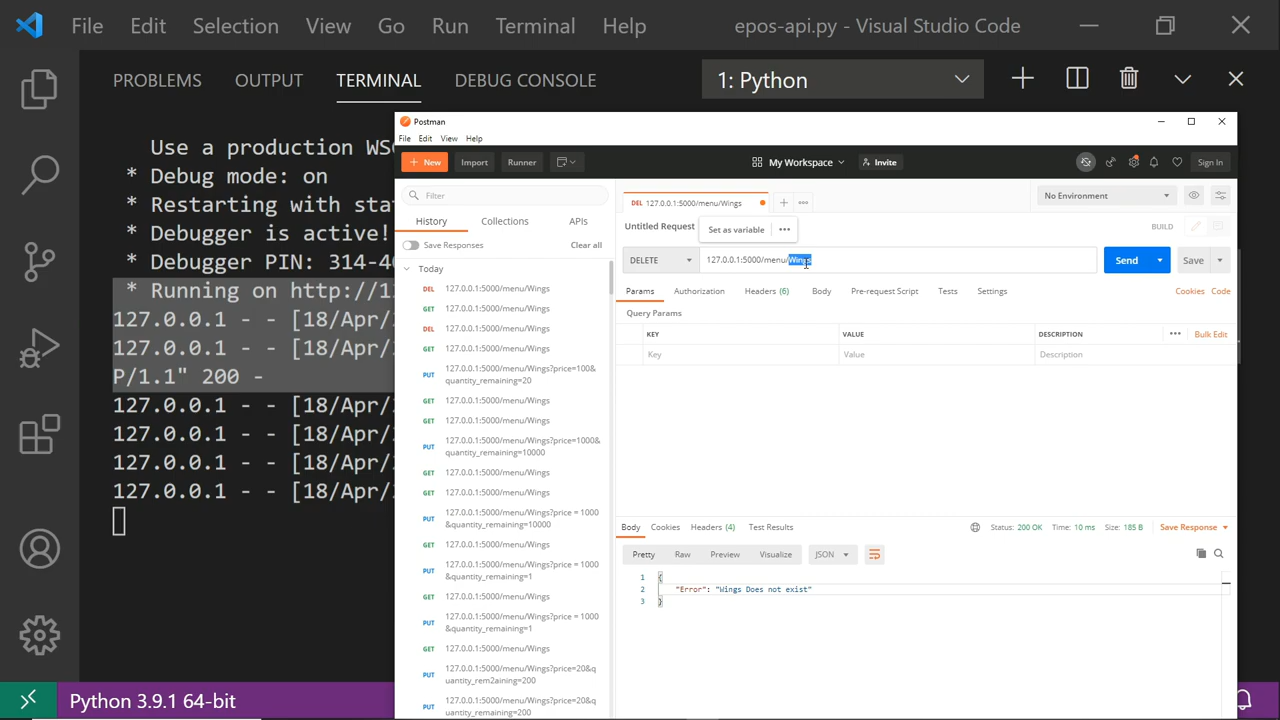 File Edit Selection View Go Run Terminal Help epos-api.py - Visual Studio Code
PROBLEMS OUTPUT TERMINAL DEBUG CONSOLE 1: Python
Use a production WS
* Debug mode: on
* Restarting with sta
* Debugger is active!
* Debugger PIN: 314-4
* Running on http://1
127.0.0.1 - - [18/Apr/
127.0.0.1 - - [18/Apr/
P/1.1" 200 -
127.0.0.1 - - [18/Apr/
127.0.0.1 - - [18/Apr/
127.0.0.1 - - [18/Apr/
127.0.0.1 - - [18/Apr/
Python 3.9.1 64-bit
Postman
File Edit View Help
New Import Runner My Workspace Invite Sign In
Filter
History Collections APIs
Save Responses Clear all
Today
DEL 127.0.0.1:5000/menu/Wings
GET 127.0.0.1:5000/menu/Wings
DEL 127.0.0.1:5000/menu/Wings
GET 127.0.0.1:5000/menu/Wings
PUT 127.0.0.1:5000/menu/Wings?price=100&
quantity_remaining=20
GET 127.0.0.1:5000/menu/Wings
GET 127.0.0.1:5000/menu/Wings
PUT 127.0.0.1:5000/menu/Wings?price=1000&
quantity_remaining=10000
GET 127.0.0.1:5000/menu/Wings
GET 127.0.0.1:5000/menu/Wings
PUT 127.0.0.1:5000/menu/Wings?price = 1000
&quantity_remaining=10000
GET 127.0.0.1:5000/menu/Wings
PUT 127.0.0.1:5000/menu/Wings?price = 1000
&quantity_remaining=1
GET 127.0.0.1:5000/menu/Wings
PUT 127.0.0.1:5000/menu/Wings?price = 1000
&quantity_remaining=1
GET 127.0.0.1:5000/menu/Wings
PUT 127.0.0.1:5000/menu/Wings?price=20&q
uantity_rem2aining=200
PUT 127.0.0.1:5000/menu/Wings?price=20&q
uantity_remaining=200
DEL 127.0.0.1:5000/menu/Wings No Environment
Untitled Request Set as variable BUILD
DELETE 127.0.0.1:5000/menu/Wings Send Save
Params Authorization Headers (6) Body Pre-request Script Tests Settings Cookies Code
Query Params
KEY VALUE DESCRIPTION Bulk Edit
Key Value Description
Body Cookies Headers (4) Test Results Status: 200 OK Time: 10 ms Size: 185 B Save Response
Pretty Raw Preview Visualize JSON
1 {
2 "Error": "Wings Does not exist"
3 }